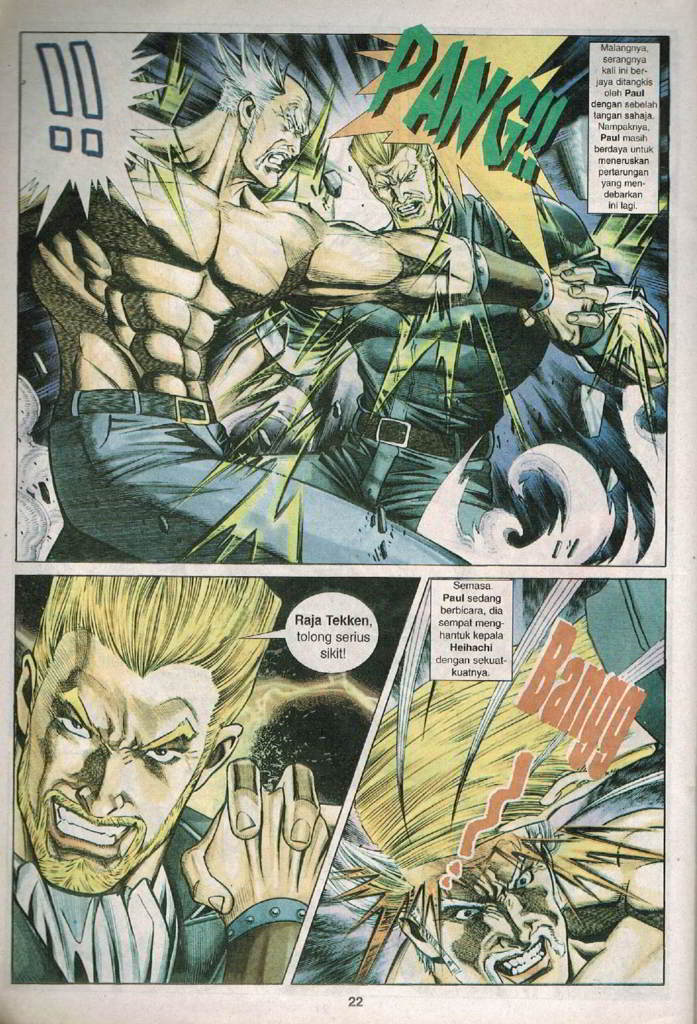 !!
PANG!!
Malangnya,
serangnya
kali ini ber-
jaya ditangkis
oleh Paul
dengan sebelah
tangan sahaja.
Nampaknya,
Paul masih
berdaya untuk
meneruskan
pertarungan
yang men-
debarkan
ini lagi.
Raja Tekken,
tolong serius
sikit!
Semasa
Paul sedang
berbicara, dia
sempat meng-
hantuk kepala
Heihachi
dengan sekuat-
kuatnya.
Bangg
22